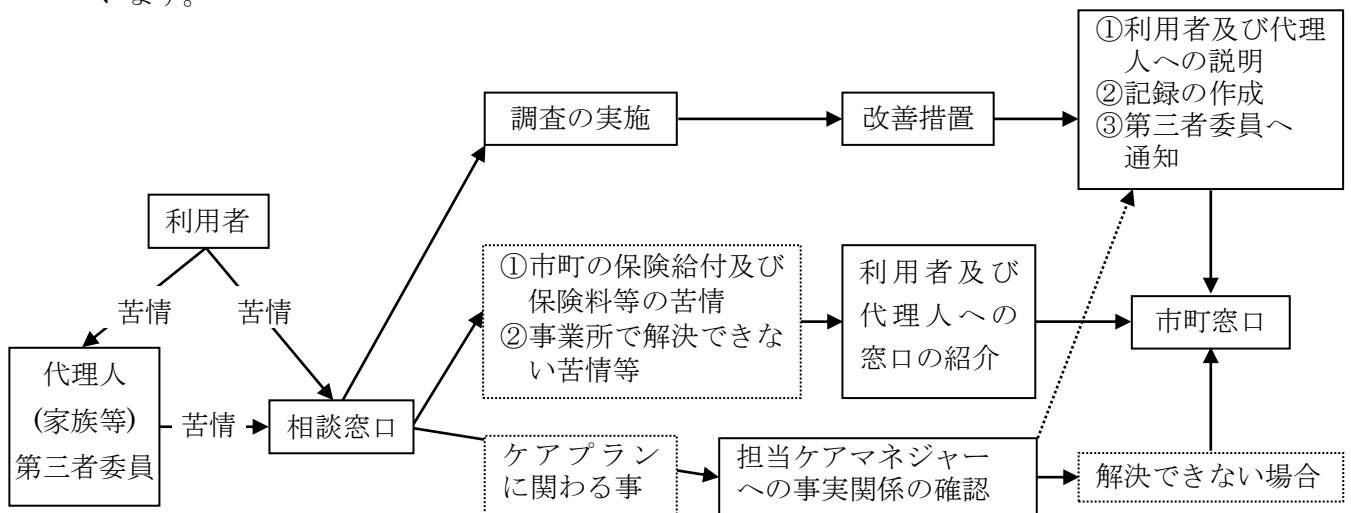 います。
①利用者及び代理
人への説明
②記録の作成
③第三者委員へ
通知
調査の実施
改善措置
利用者
苦情
苦情
①市町の保険給付及び
保険料等の苦情
②事業所で解決できな
い苦情等
利用者及び
代理人への
窓口の紹介
市町窓口
代理人
(家族等)
第三者委員
苦情
相談窓口
ケアプラン
に関わる事
担当ケアマネジャー
への事実関係の確認
解決できない場合